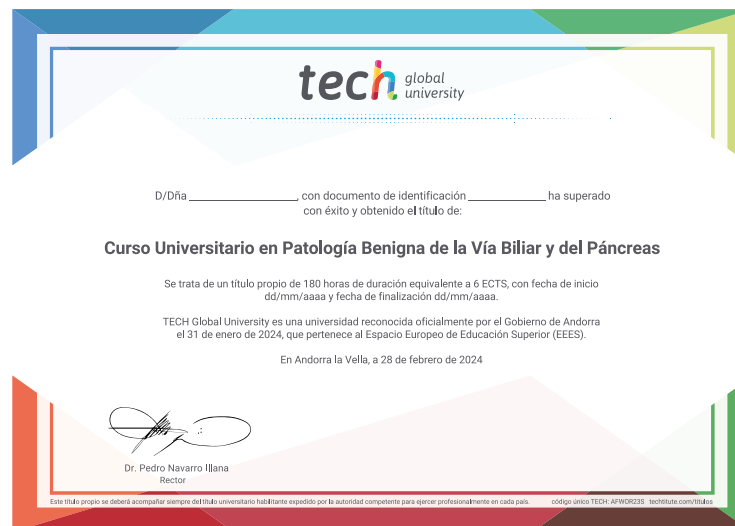 tech global university
D/Dña ____________________, con documento de identificación ______________ ha superado
con éxito y obtenido el título de:
Curso Universitario en Patología Benigna de la Vía Biliar y del Páncreas
Se trata de un título propio de 180 horas de duración equivalente a 6 ECTS, con fecha de inicio
dd/mm/aaaa y fecha de finalización dd/mm/aaaa.
TECH Global University es una universidad reconocida oficialmente por el Gobierno de Andorra
el 31 de enero de 2024, que pertenece al Espacio Europeo de Educación Superior (EEES).
En Andorra la Vella, a 28 de febrero de 2024
Dr. Pedro Navarro Illana
Rector
Este título propio se deberá acompañar siempre del título universitario habilitante expedido por la autoridad competente para ejercer profesionalmente en cada país. código único TECH: AFWOR23S techtitute.com/titulos